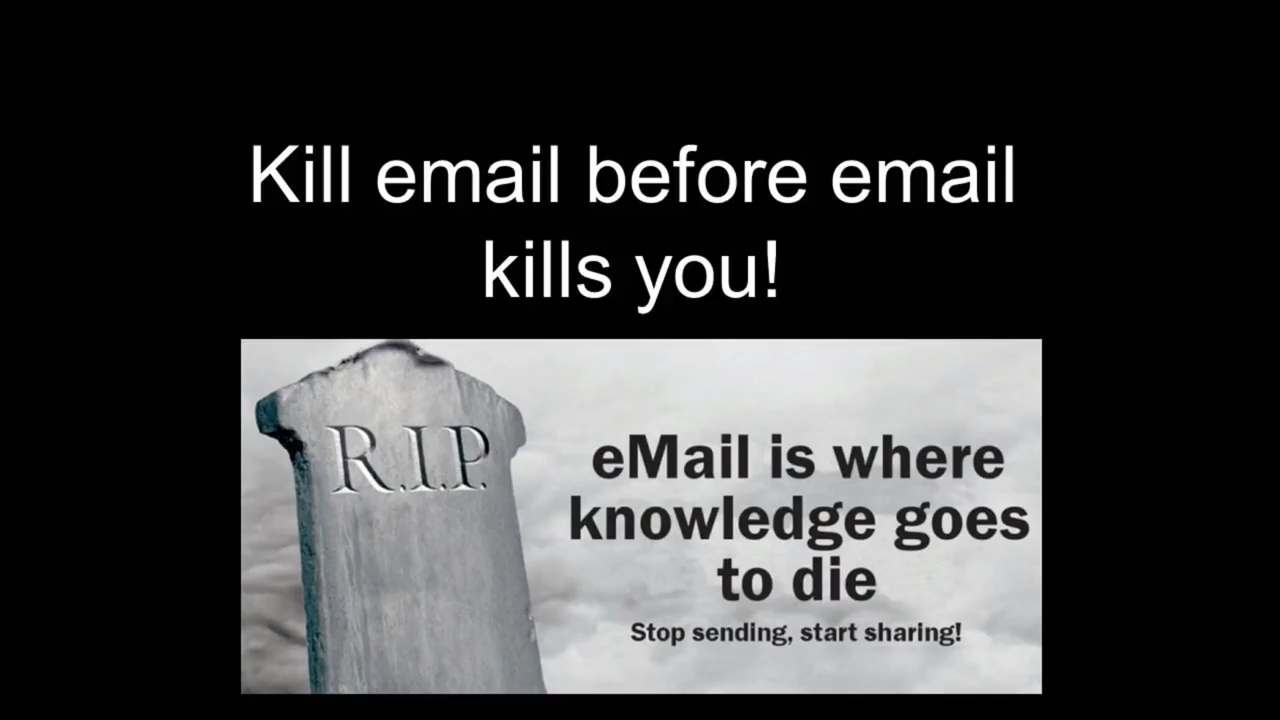 Kill email before email
kills you!
R.I.P.
eMail is where
knowledge goes
to die
Stop sending, start sharing!